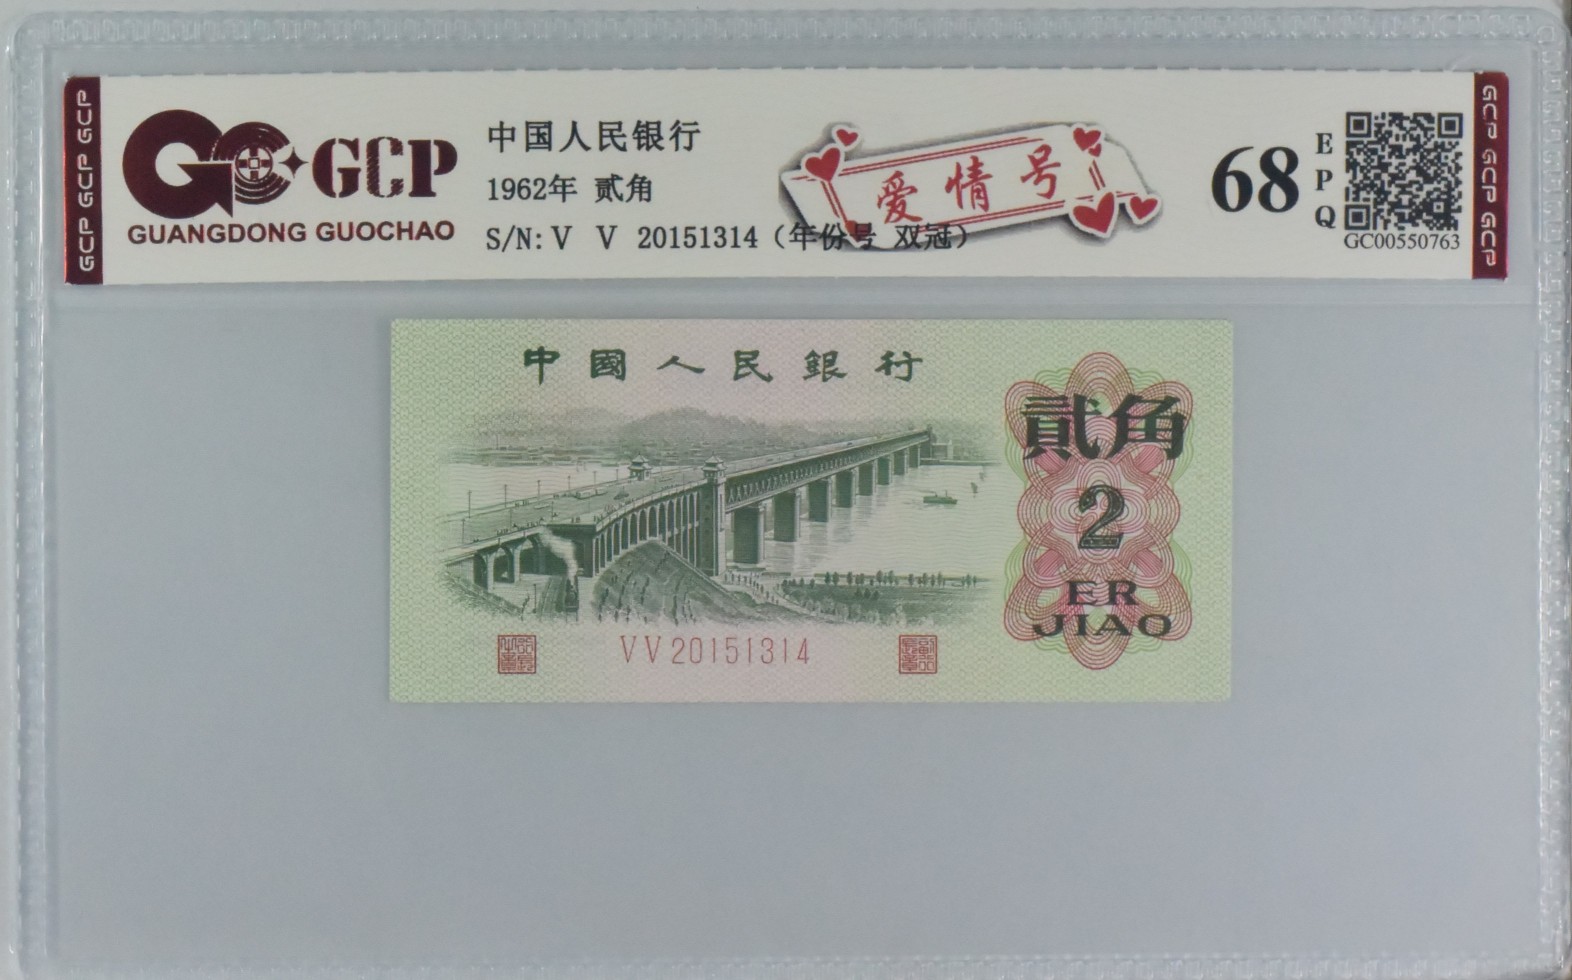 GCP GCP GCP
GCP
GUANGDONG GUOCHAO
中国人民银行
1962年 贰角
S/N: V V 20151314（年份号 双冠）
爱情号
68
EPQ
GC00550763
GCP GCP GCP
中國人民銀行
貳角
2
ER
JIAO
VV20151314